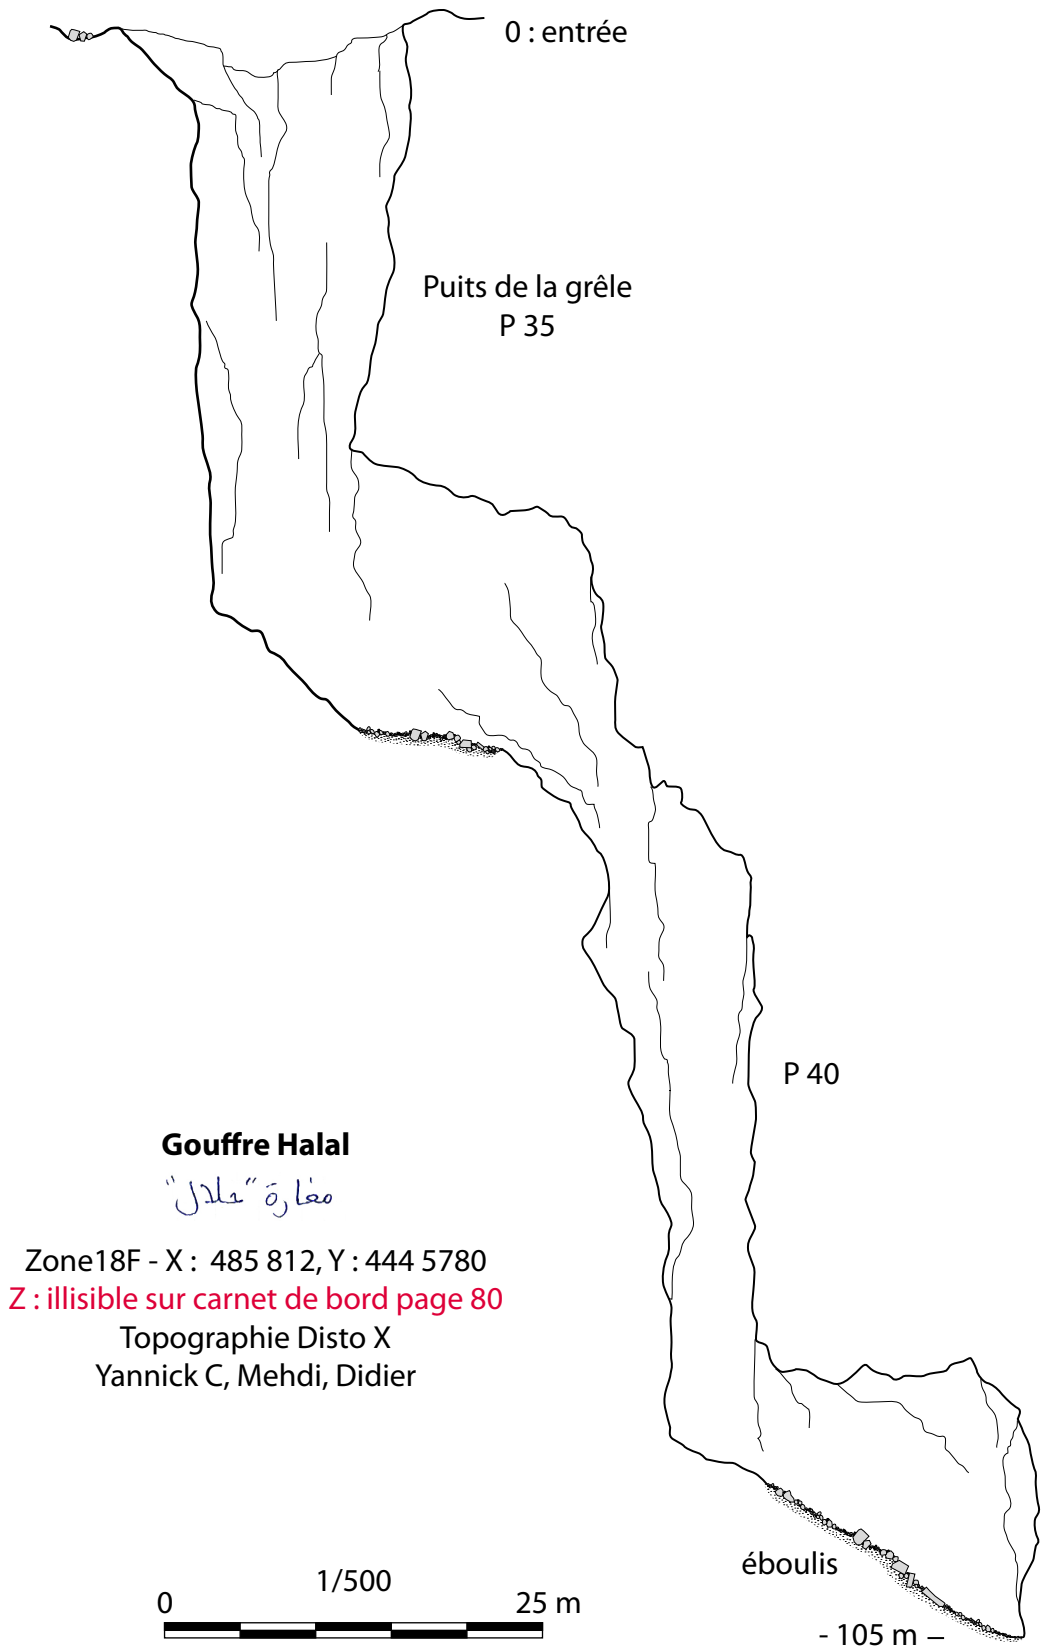 0 : entrée
Puits de la grêle
P 35
P 40
Gouffre Halal
مغارة "حلال"
Zone18F - X : 485 812, Y : 444 5780
Z : illisible sur carnet de bord page 80
Topographie Disto X
Yannick C, Mehdi, Didier
éboulis
1/500
0 25 m
- 105 m –